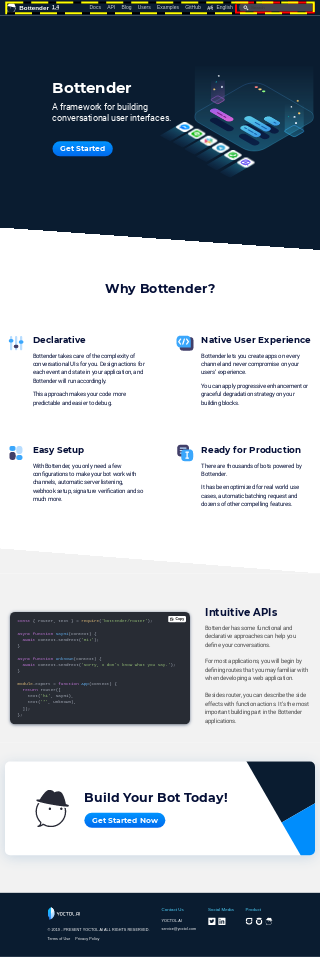 Bottender 1.4 Docs API Blog Users Examples GitHub English
Bottender
A framework for building
conversational user interfaces.
Get Started
Why Bottender?
Declarative
Bottender takes care of the complexity of
conversational UIs for you. Design actions for
each event and state in your application, and
Bottender will run accordingly.
This approach makes your code more
predictable and easier to debug.
Native User Experience
Bottender lets you create apps on every
channel and never compromise on your
users' experience.
You can apply progressive enhancement or
graceful degradation strategy on your
building blocks.
Easy Setup
With Bottender, you only need a few
configurations to make your bot work with
channels, automatic server listening,
webhook setup, signature verification and so
much more.
Ready for Production
There are thousands of bots powered by
Bottender.
It has been optimized for real world use
cases, automatic batching request and
dozens of other compelling features.
Copy
const { router, text } = require('bottender/router');
async function sayHi(context) {
await context.sendText('Hi!');
}
async function unknown(context) {
await context.sendText('Sorry, I don't know what you say.');
}
module.exports = function App(context) {
return router([
text('hi', sayHi),
text('*', unknown),
]);
};
Intuitive APIs
Bottender has some functional and
declarative approaches can help you
define your conversations.
For most applications, you will begin by
defining routes that you may familiar with
when developing a web application.
Besides router, you can describe the side
effects with function actions. It's the most
important building part in the Bottender
applications.
Build Your Bot Today!
Get Started Now
YOCTOL.AI
© 2019 - PRESENT YOCTOL AI ALL RIGHTS RESERVED.
Terms of Use Privacy Policy
Contact Us
YOCTOL AI
service@yoctol.com
Social Media
Product